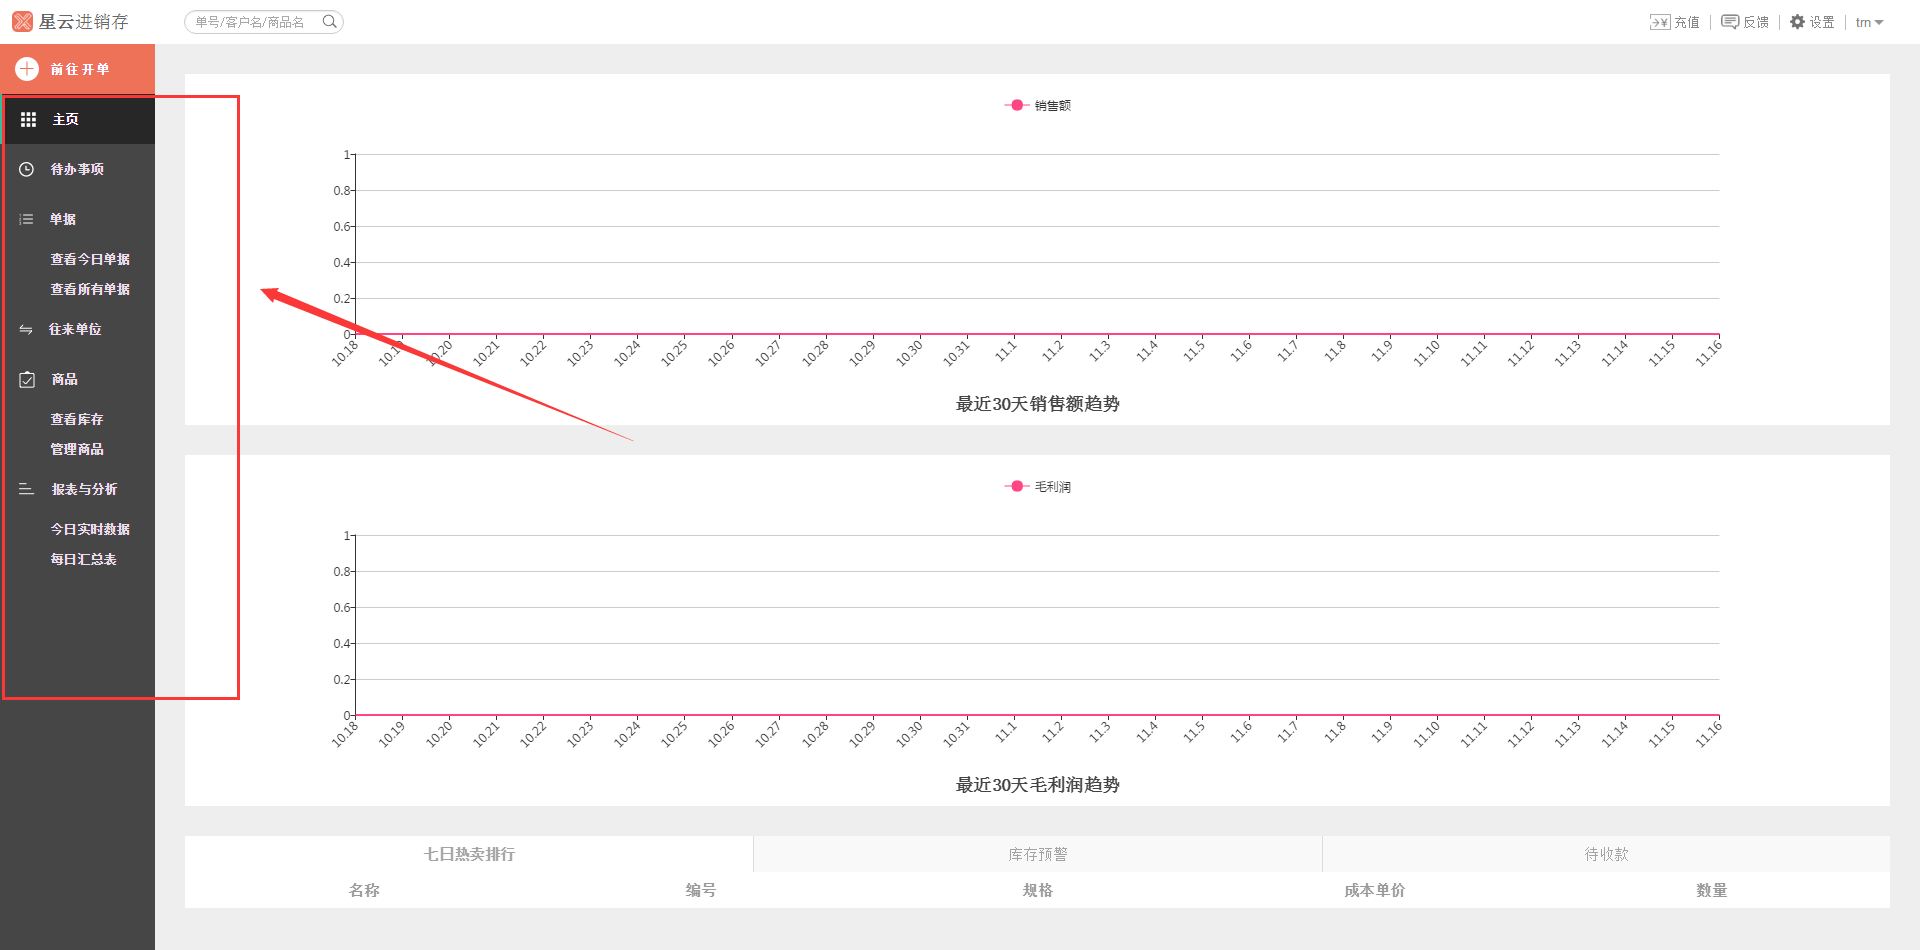 星云进销存
单号/客户名/商品名
充值
反馈
设置
trn
前往开单
主页
待办事项
单据
查看今日单据
查看所有单据
往来单位
商品
查看库存
管理商品
报表与分析
今日实时数据
每日汇总表
销售额
1
0.8
0.6
0.4
0.2
0
10.18 10.19 10.20 10.21 10.22 10.23 10.24 10.25 10.26 10.27 10.28 10.29 10.30 10.31 11.1 11.2 11.3 11.4 11.5 11.6 11.7 11.8 11.9 11.10 11.11 11.12 11.13 11.14 11.15 11.16
最近30天销售额趋势
毛利润
1
0.8
0.6
0.4
0.2
0
10.18 10.19 10.20 10.21 10.22 10.23 10.24 10.25 10.26 10.27 10.28 10.29 10.30 10.31 11.1 11.2 11.3 11.4 11.5 11.6 11.7 11.8 11.9 11.10 11.11 11.12 11.13 11.14 11.15 11.16
最近30天毛利润趋势
七日热卖排行 库存预警 待收款
名称 编号 规格 成本单价 数量